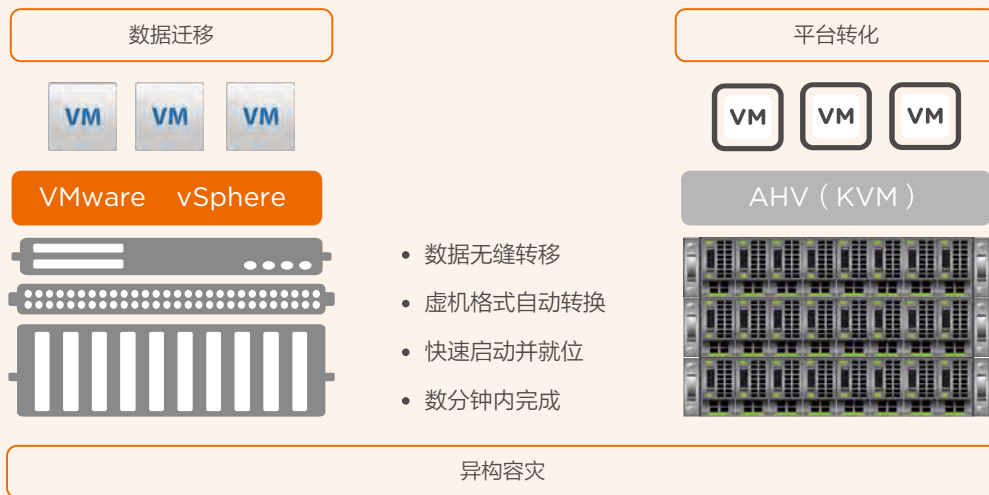 数据迁移
平台转化
VM VM VM
VM VM VM
VMware vSphere
AHV（KVM）
• 数据无缝转移
• 虚机格式自动转换
• 快速启动并就位
• 数分钟内完成
异构容灾